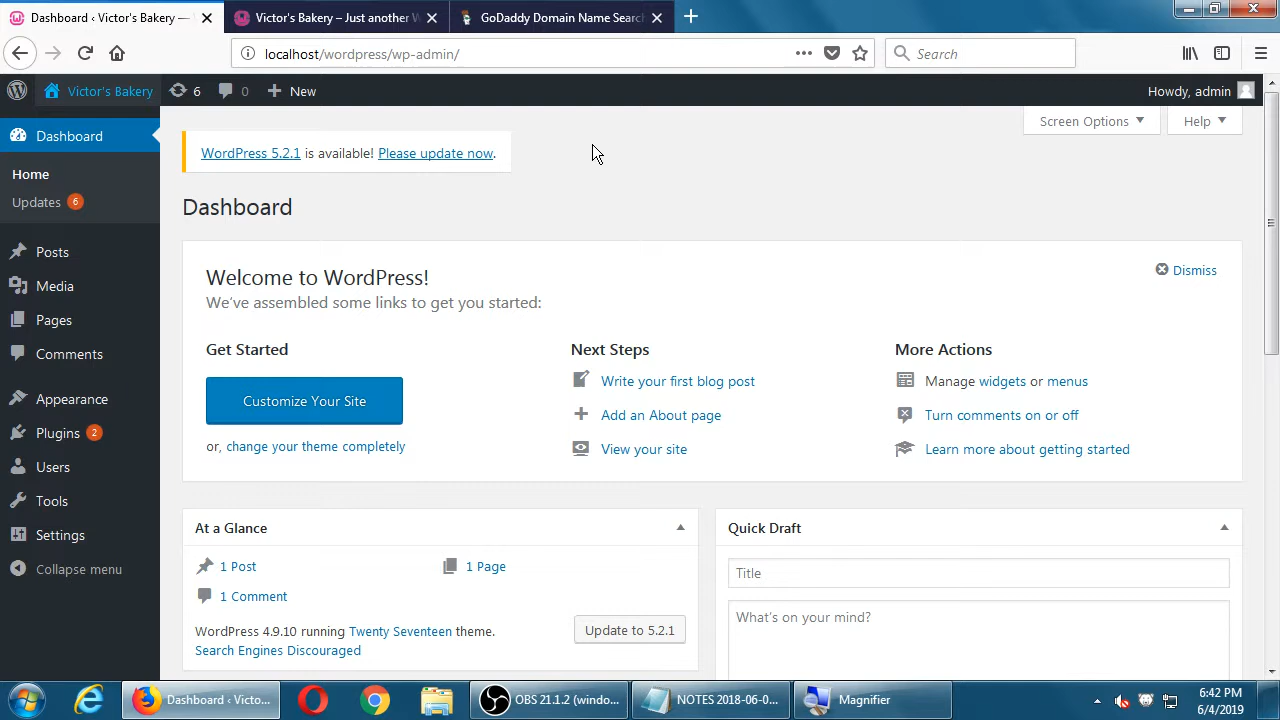 Dashboard ‹ Victor's Bakery —
Victor's Bakery – Just another W
GoDaddy Domain Name Searc
localhost/wordpress/wp-admin/
Search
Victor's Bakery
6
0
New
Howdy, admin
Dashboard
Home
Updates 6
Posts
Media
Pages
Comments
Appearance
Plugins 2
Users
Tools
Settings
Collapse menu
Screen Options
Help
WordPress 5.2.1 is available! Please update now.
Dashboard
Welcome to WordPress!
We've assembled some links to get you started:
Dismiss
Get Started
Customize Your Site
or, change your theme completely
Next Steps
Write your first blog post
Add an About page
View your site
More Actions
Manage widgets or menus
Turn comments on or off
Learn more about getting started
At a Glance
1 Post
1 Page
1 Comment
WordPress 4.9.10 running Twenty Seventeen theme.
Update to 5.2.1
Search Engines Discouraged
Quick Draft
Title
What's on your mind?
Dashboard ‹ Victo...
OBS 21.1.2 (windo...
NOTES 2018-06-0...
Magnifier
6:42 PM
6/4/2019